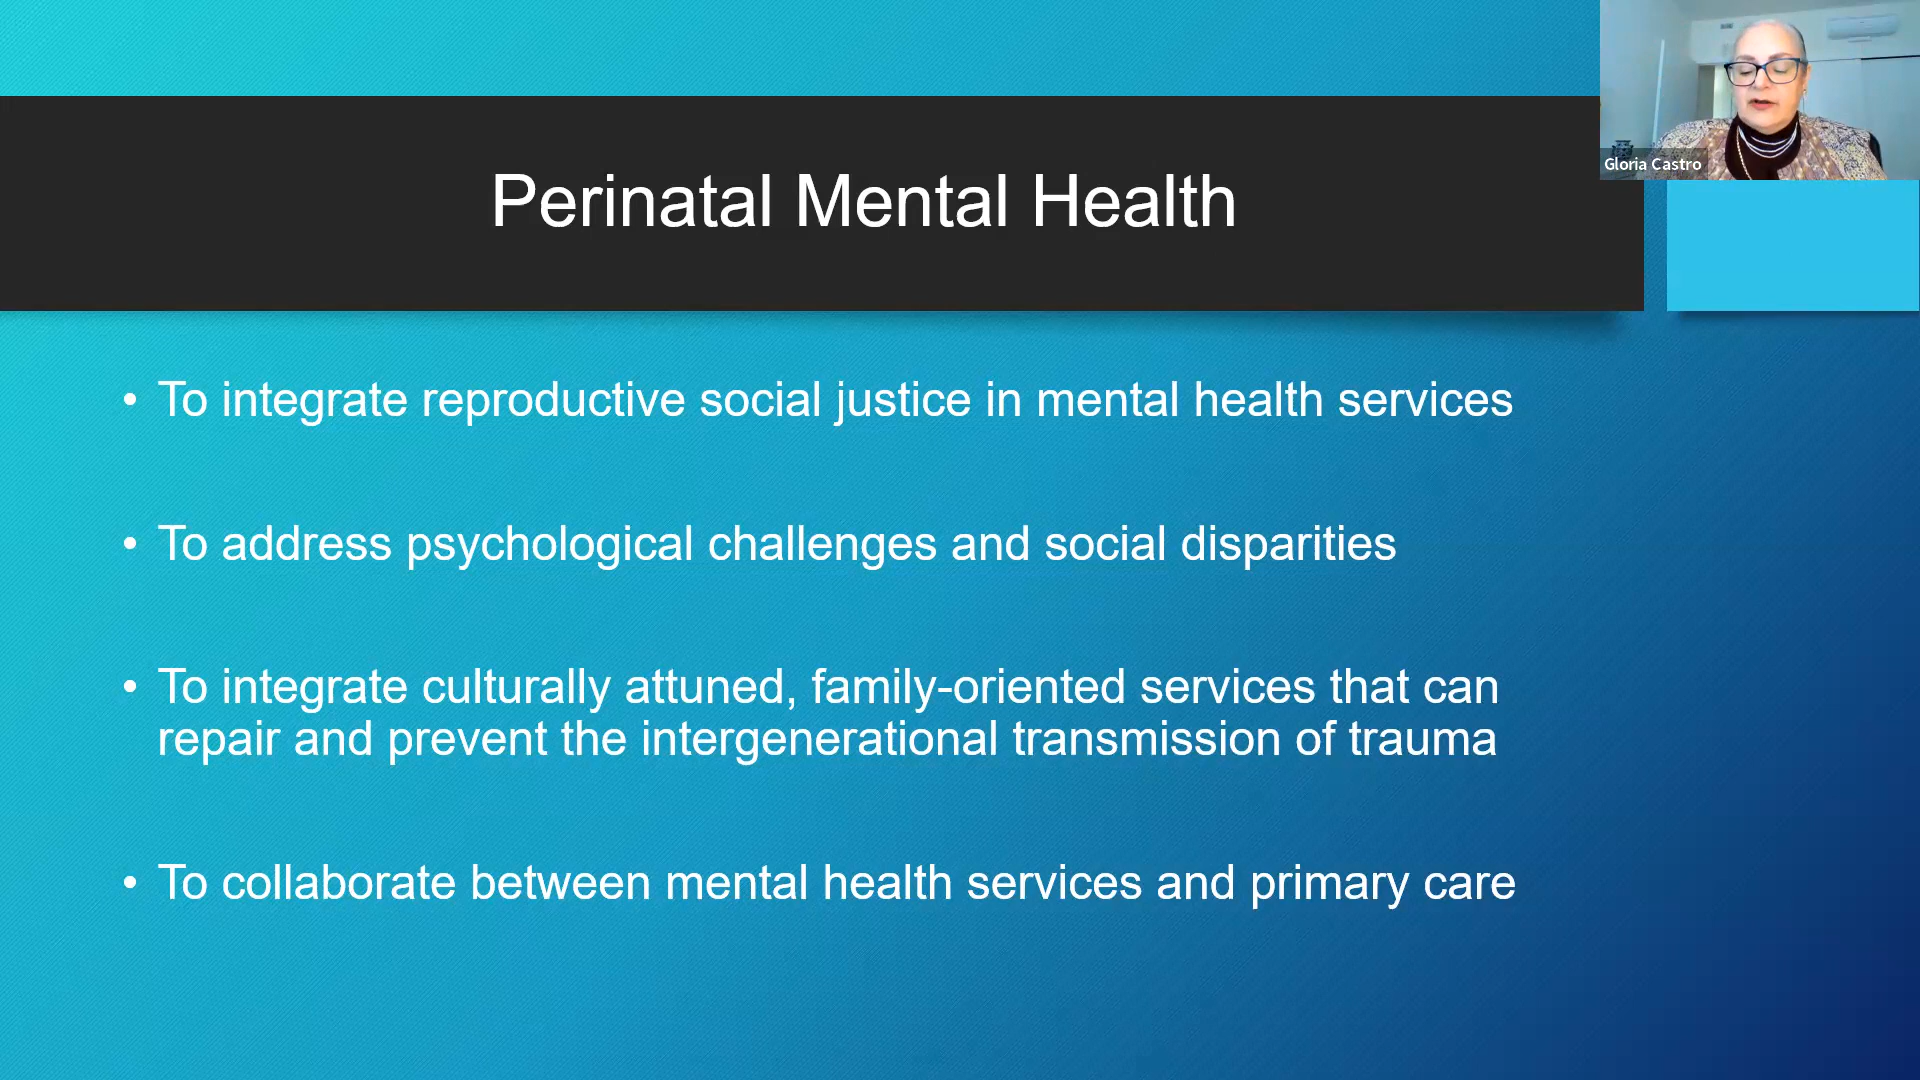 Gloria Castro
Perinatal Mental Health
• To integrate reproductive social justice in mental health services
• To address psychological challenges and social disparities
• To integrate culturally attuned, family-oriented services that can
repair and prevent the intergenerational transmission of trauma
• To collaborate between mental health services and primary care